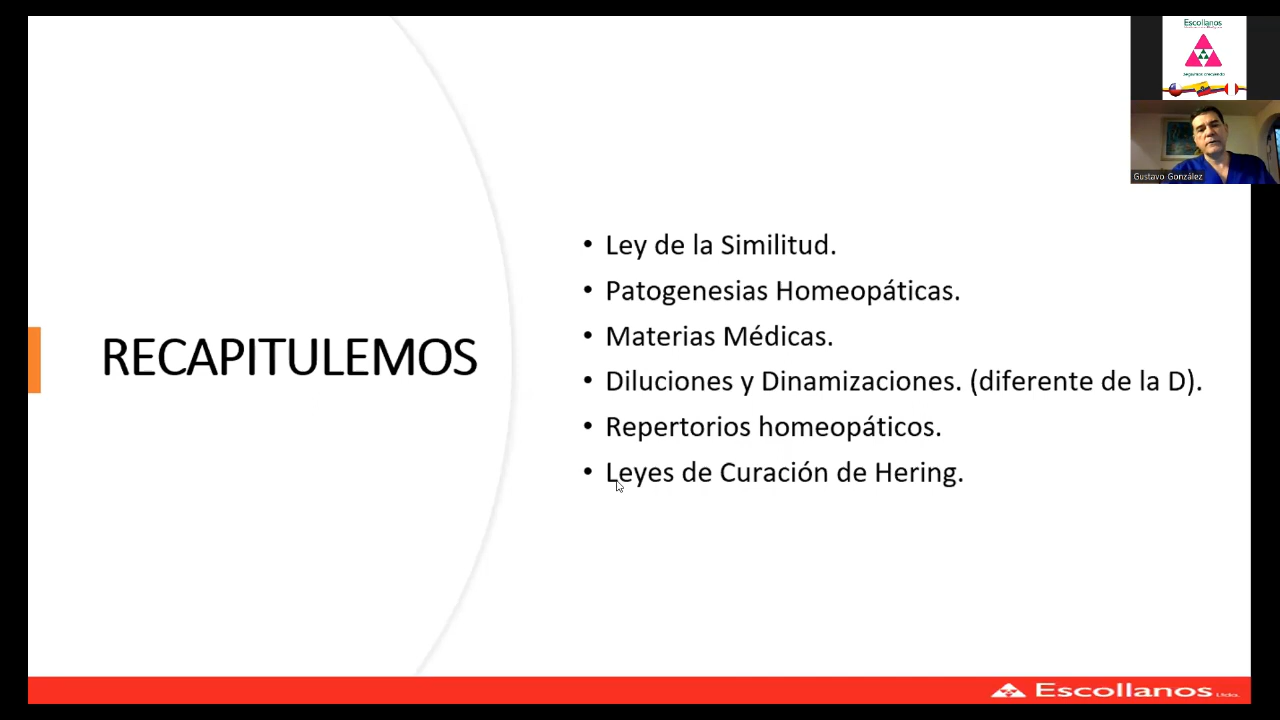 Escollanos
Gustavo González
RECAPITULEMOS
• Ley de la Similitud.
• Patogenesias Homeopáticas.
• Materias Médicas.
• Diluciones y Dinamizaciones. (diferente de la D).
• Repertorios homeopáticos.
• Leyes de Curación de Hering.
Escollanos Ltda.